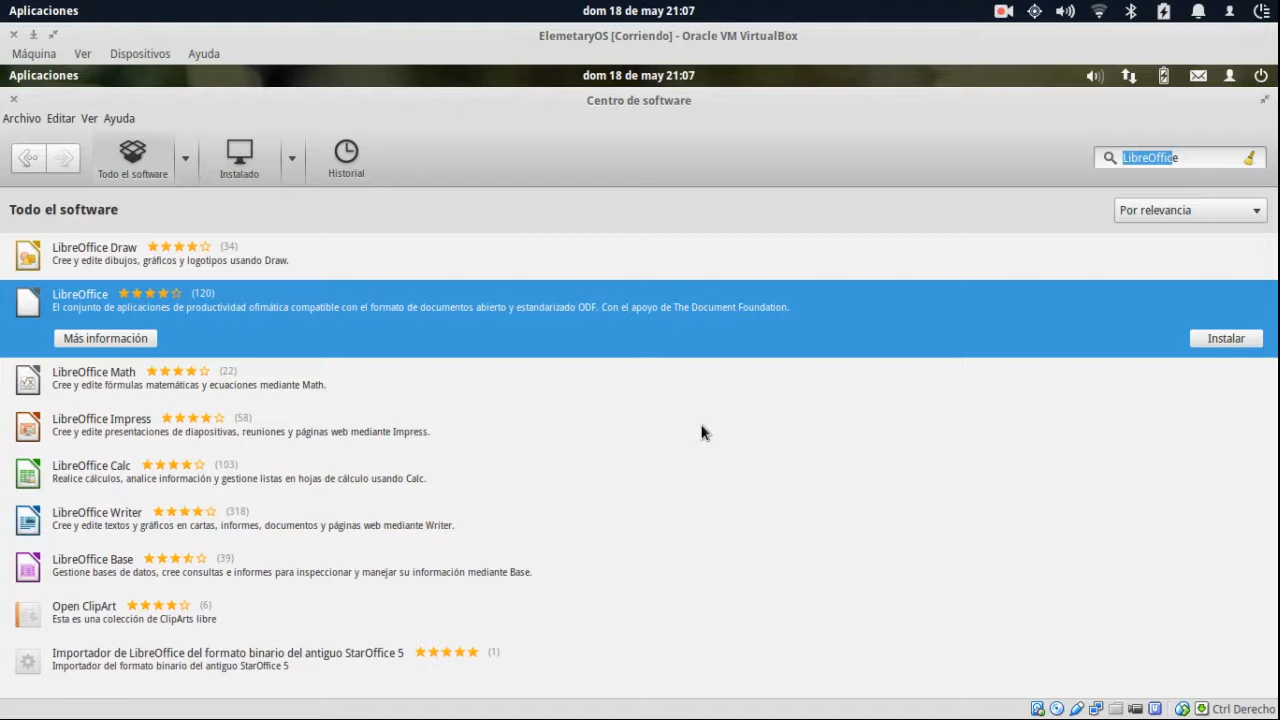 Aplicaciones
dom 18 de may 21:07
ElemetaryOS [Corriendo] - Oracle VM VirtualBox
Máquina Ver Dispositivos Ayuda
Aplicaciones
dom 18 de may 21:07
Centro de software
Archivo Editar Ver Ayuda
Todo el software
Instalado
Historial
LibreOffice
Todo el software
Por relevancia
LibreOffice Draw (34)
Cree y edite dibujos, gráficos y logotipos usando Draw.
LibreOffice (120)
El conjunto de aplicaciones de productividad ofimática compatible con el formato de documentos abierto y estandarizado ODF. Con el apoyo de The Document Foundation.
Más información
Instalar
LibreOffice Math (22)
Cree y edite fórmulas matemáticas y ecuaciones mediante Math.
LibreOffice Impress (58)
Cree y edite presentaciones de diapositivas, reuniones y páginas web mediante Impress.
LibreOffice Calc (103)
Realice cálculos, analice información y gestione listas en hojas de cálculo usando Calc.
LibreOffice Writer (318)
Cree y edite textos y gráficos en cartas, informes, documentos y páginas web mediante Writer.
LibreOffice Base (39)
Gestione bases de datos, cree consultas e informes para inspeccionar y manejar su información mediante Base.
Open ClipArt (6)
Esta es una colección de ClipArts libre
Importador de LibreOffice del formato binario del antiguo StarOffice 5 (1)
Importador del formato binario del antiguo StarOffice 5
Ctrl Derecho